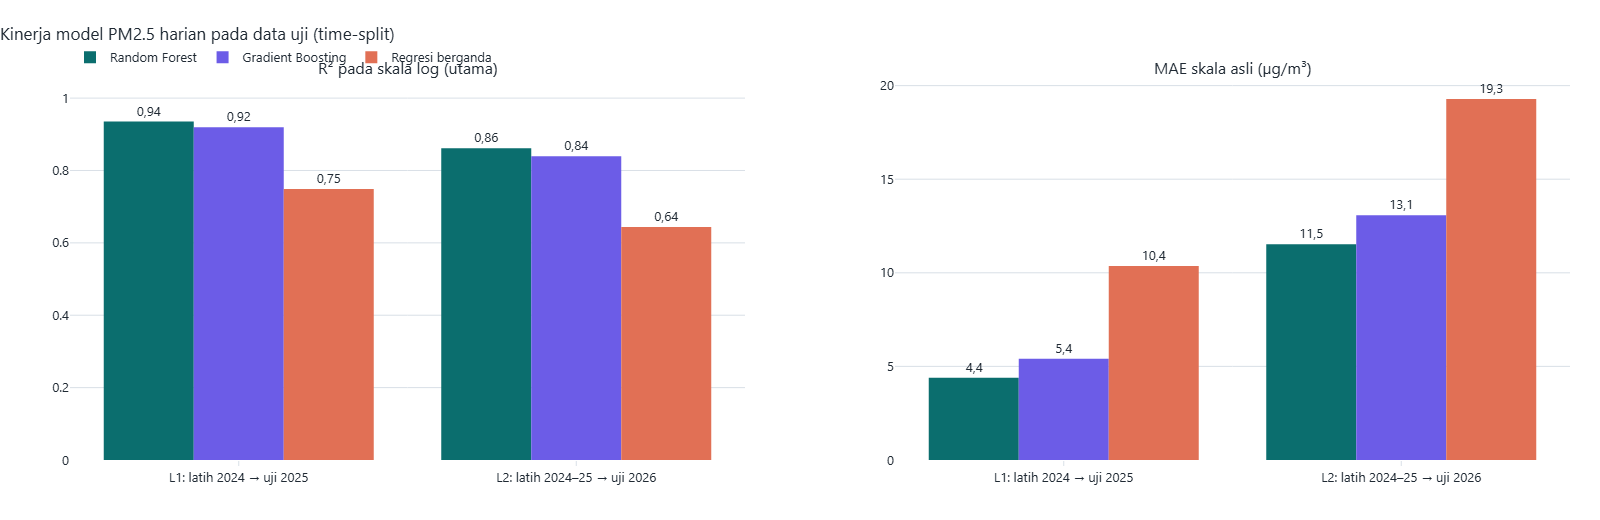 Kinerja model PM2.5 harian pada data uji (time-split)
Random Forest Gradient Boosting Regresi berganda
R² pada skala log (utama)
1
0.8
0.6
0.4
0.2
0
0,94
0,92
0,75
0,86
0,84
0,64
L1: latih 2024 → uji 2025
L2: latih 2024–25 → uji 2026
MAE skala asli (µg/m³)
20
15
10
5
0
4,4
5,4
10,4
11,5
13,1
19,3
L1: latih 2024 → uji 2025
L2: latih 2024–25 → uji 2026